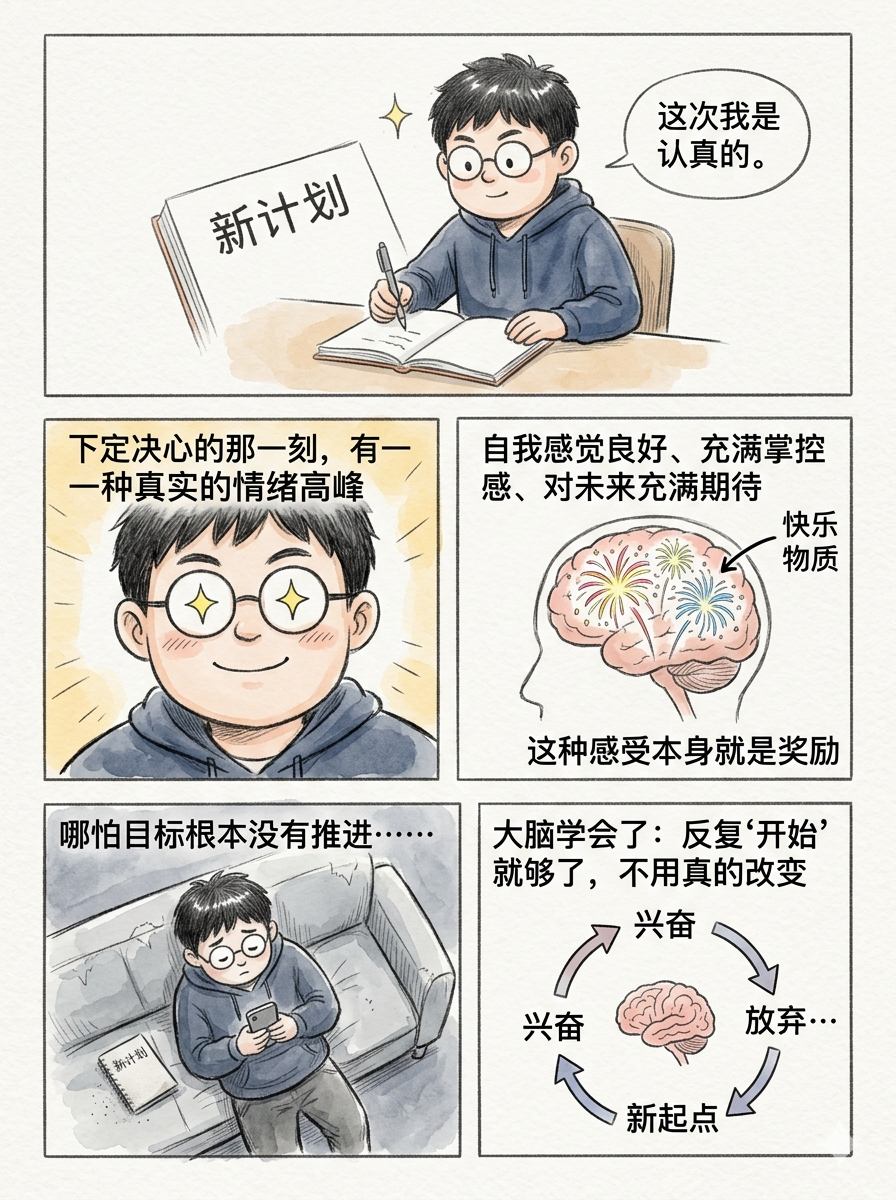 新计划
这次我是
认真的。
下定决心的那一刻，有一
一种真实的情绪高峰
自我感觉良好、充满掌控
感、对未来充满期待
快乐
物质
这种感受本身就是奖励
哪怕目标根本没有推进……
新计划
大脑学会了：反复‘开始’
就够了，不用真的改变
兴奋
放弃…
新起点
兴奋